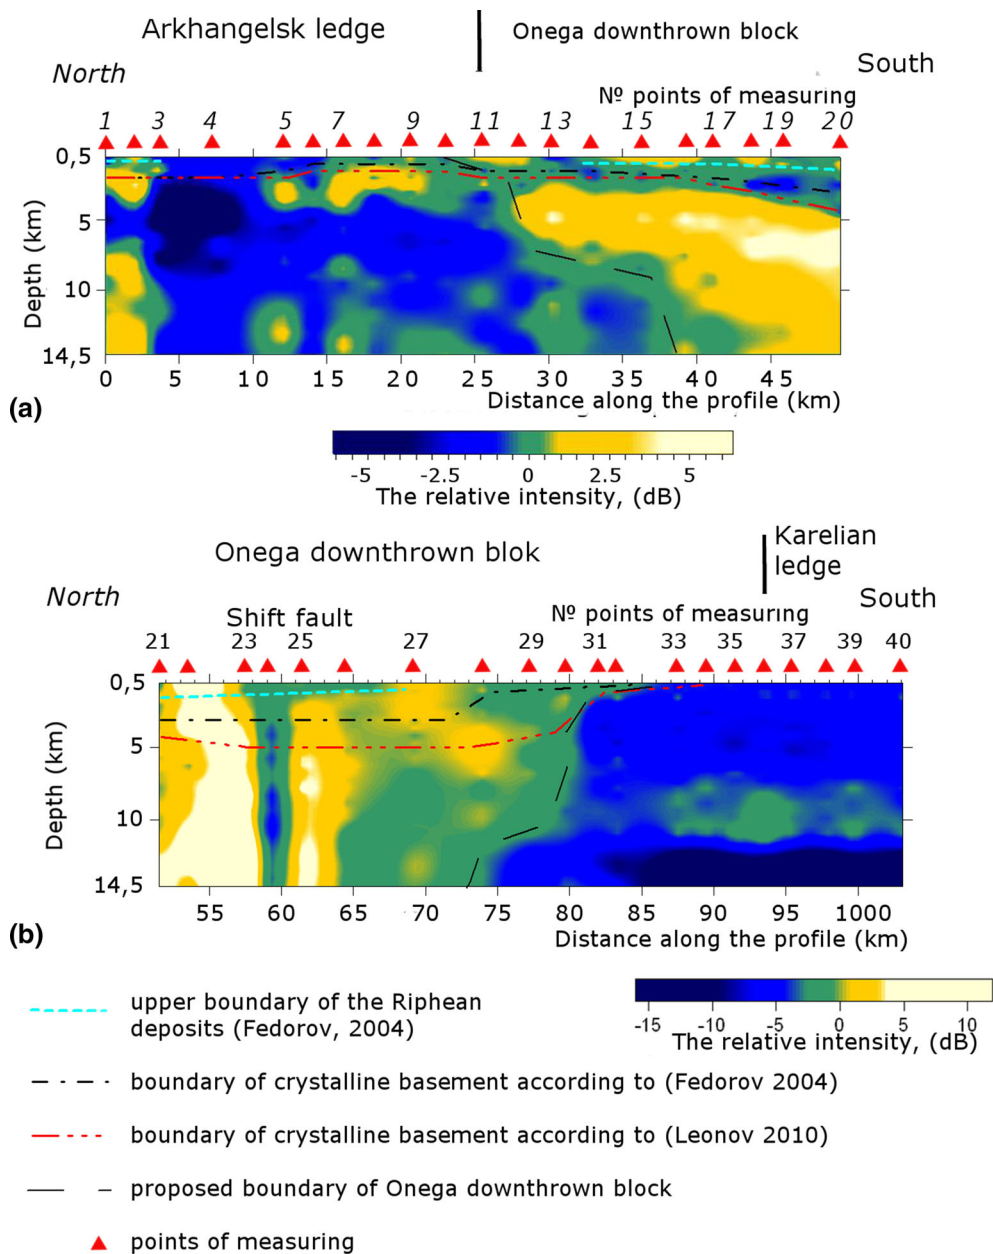 Arkhangelsk ledge
Onega downthrown block
North
South
Nº points of measuring
1 3 4 5 7 9 11 13 15 17 19 20
0,5
5
10
14,5
Depth (km)
0 5 10 15 20 25 30 35 40 45
Distance along the profile (km)
(a)
-5 -2.5 0 2.5 5
The relative intensity, (dB)
Onega downthrown blok
Karelian
ledge
North
South
Shift fault
Nº points of measuring
21 23 25 27 29 31 33 35 37 39 40
0,5
5
10
14,5
Depth (km)
55 60 65 70 75 80 85 90 95 1000
Distance along the profile (km)
(b)
-15 -10 -5 0 5 10
The relative intensity, (dB)
upper boundary of the Riphean
deposits (Fedorov, 2004)
boundary of crystalline basement according to (Fedorov 2004)
boundary of crystalline basement according to (Leonov 2010)
proposed boundary of Onega downthrown block
points of measuring